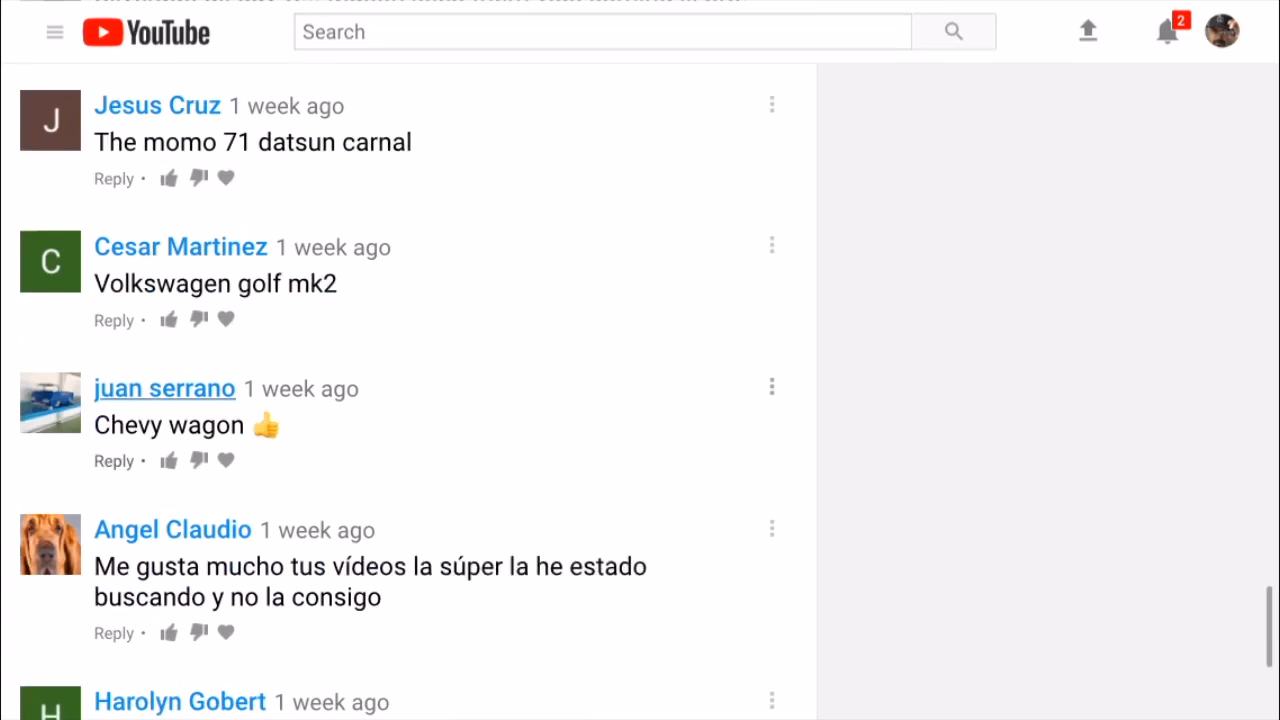 YouTube
Search
2
J
Jesus Cruz 1 week ago
The momo 71 datsun carnal
Reply •
C
Cesar Martinez 1 week ago
Volkswagen golf mk2
Reply •
juan serrano 1 week ago
Chevy wagon 👍
Reply •
Angel Claudio 1 week ago
Me gusta mucho tus vídeos la súper la he estado
buscando y no la consigo
Reply •
H
Harolyn Gobert 1 week ago